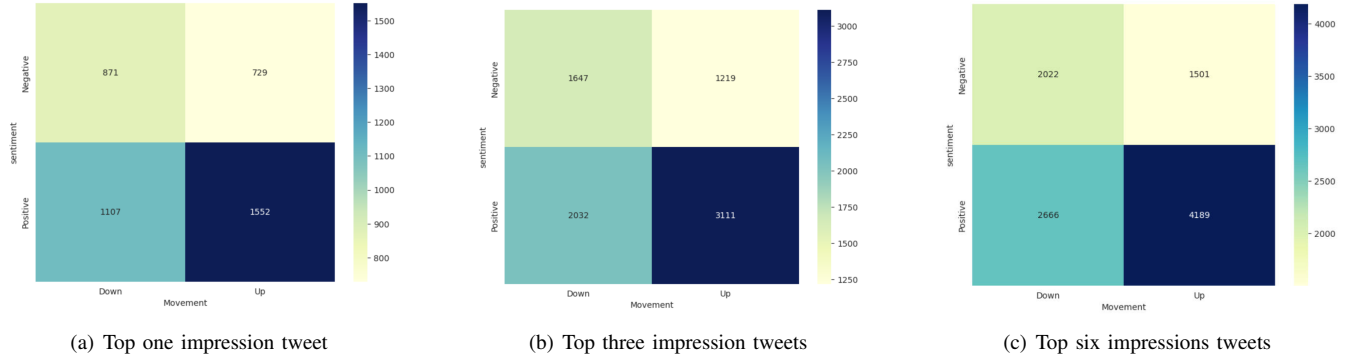 Negative
Positive
sentiment
871
729
1107
1552
Down
Up
Movement
1500
1400
1300
1200
1100
1000
900
800
(a) Top one impression tweet
Negative
Positive
sentiment
1647
1219
2032
3111
Down
Up
Movement
3000
2750
2500
2250
2000
1750
1500
1250
(b) Top three impression tweets
Negative
Positive
sentiment
2022
1501
2666
4189
Down
Up
Movement
4000
3500
3000
2500
2000
(c) Top six impressions tweets